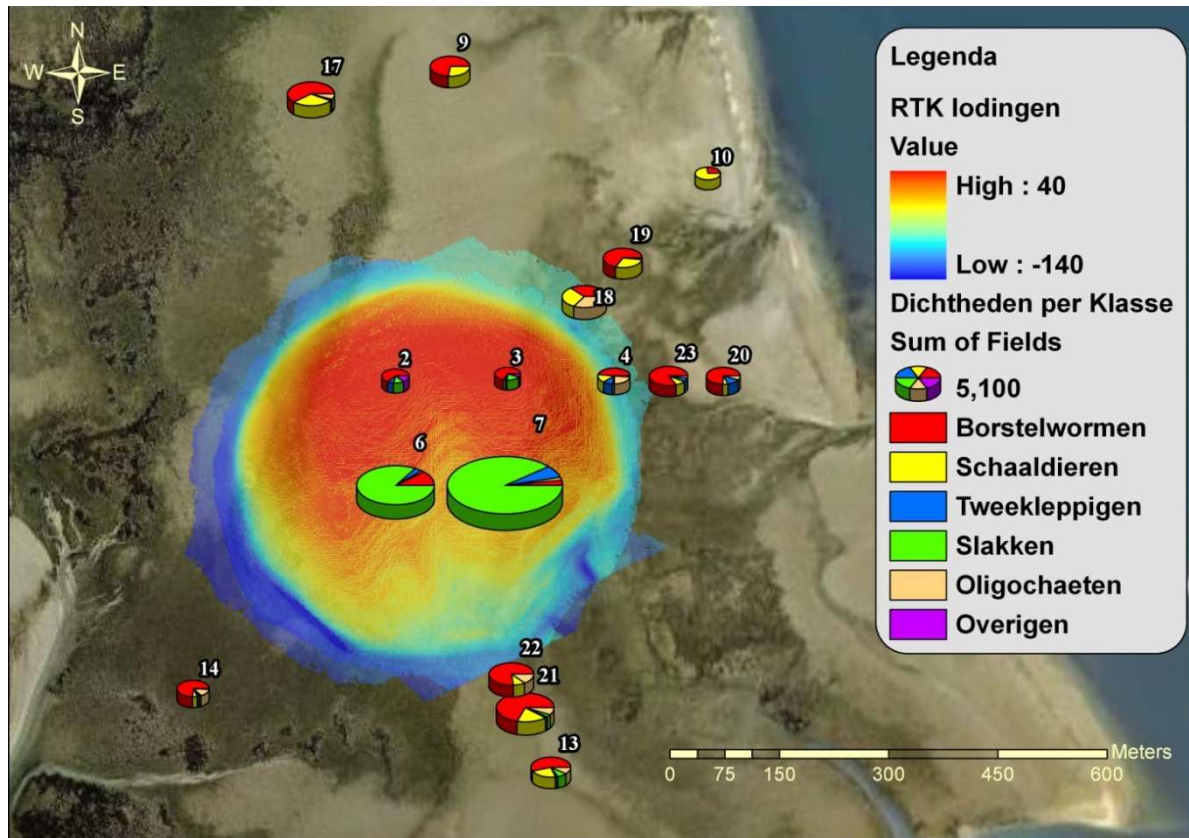 N
W E
S
17
9
10
19
18
2
3
4
23
20
6
7
14
22
21
13
Legenda
RTK lodingen
Value
High : 40
Low : -140
Dichtheden per Klasse
Sum of Fields
5,100
Borstelwormen
Schaaldieren
Tweekleppigen
Slakken
Oligochaeten
Overigen
Meters
0 75 150 300 450 600